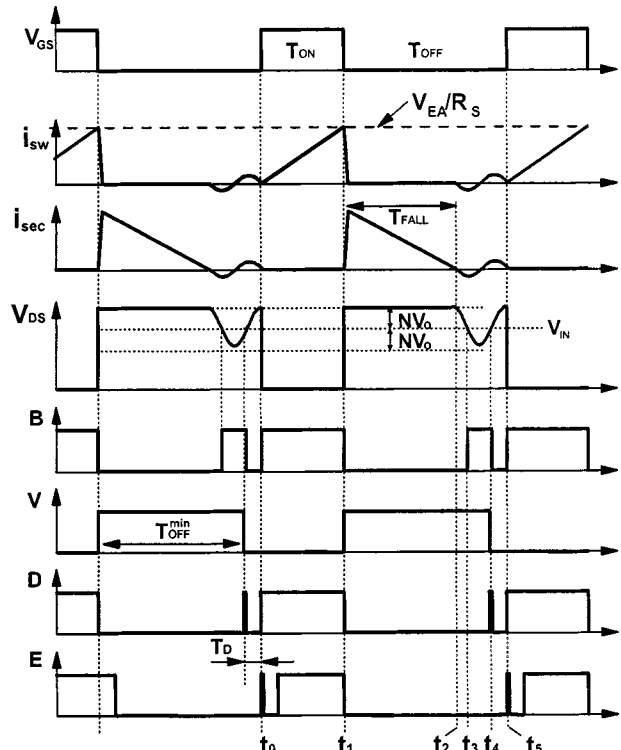 V_GS
T_ON
T_OFF
V_EA/R_S
i_sw
T_FALL
i_sec
V_DS
NV_o
NV_o
V_IN
B
V
T_OFF^min
D
T_D
E
t_0 t_1 t_2 t_3 t_4 t_5